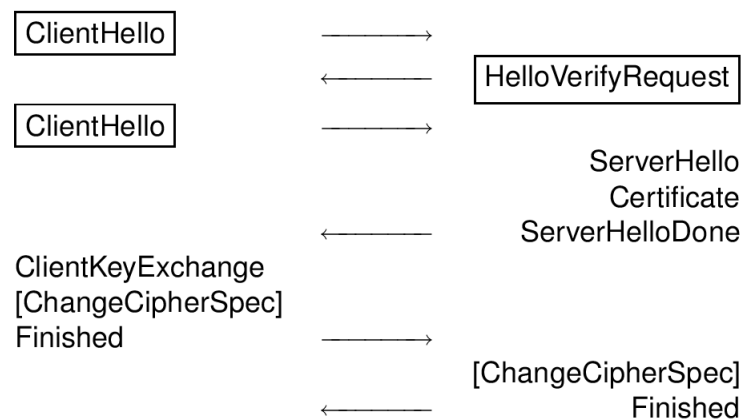 ClientHello
HelloVerifyRequest
ClientHello
ServerHello
Certificate
ServerHelloDone
ClientKeyExchange
[ChangeCipherSpec]
Finished
[ChangeCipherSpec]
Finished